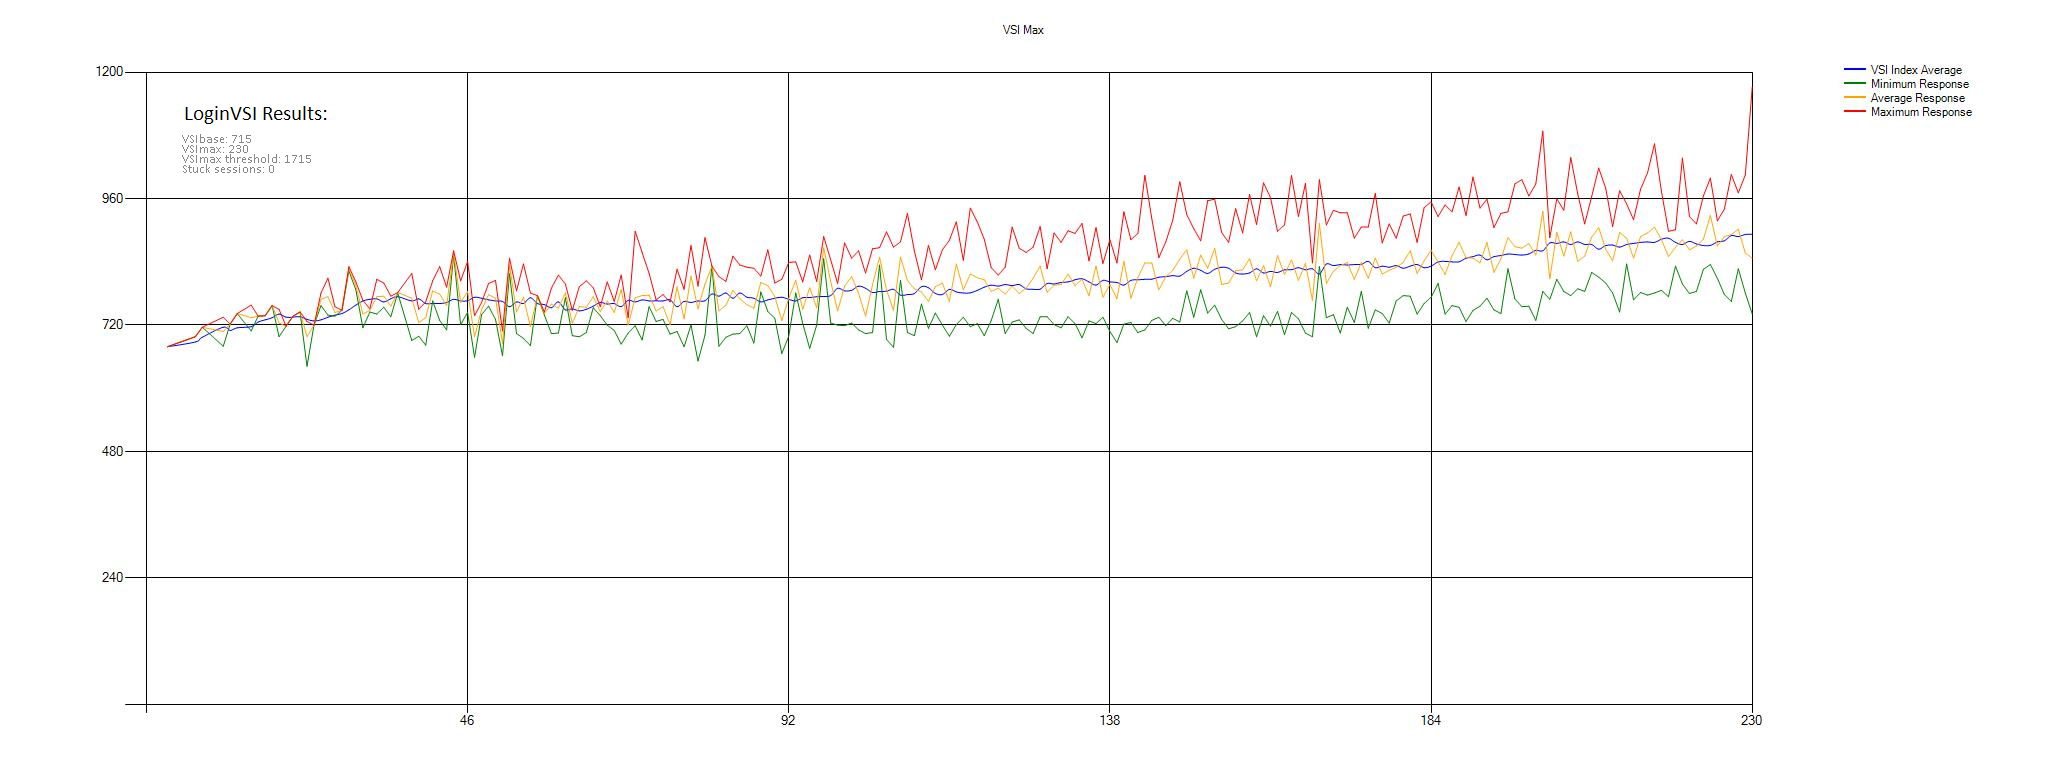 VSI Max
1200
960
720
480
240
46
92
138
184
230
LoginVSI Results:
VSIbase: 715
VSImax: 230
VSImax threshold: 1715
Stuck sessions: 0
VSI Index Average
Minimum Response
Average Response
Maximum Response